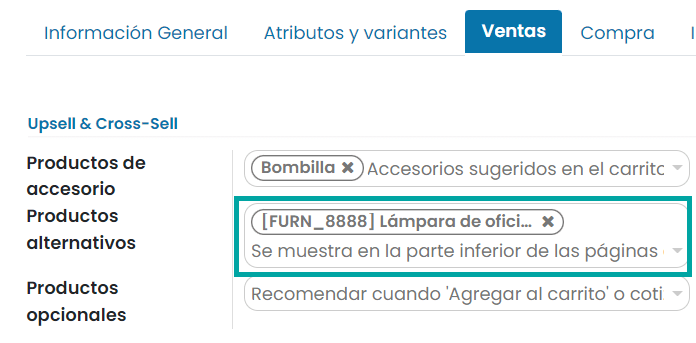 Información General Atributos y variantes Ventas Compra
Upsell & Cross-Sell
Productos de accesorio
Bombilla ✖ Accesorios sugeridos en el carrito
Productos alternativos
[FURN_8888] Lámpara de ofici... ✖
Se muestra en la parte inferior de las páginas
Productos opcionales
Recomendar cuando 'Agregar al carrito' o coti